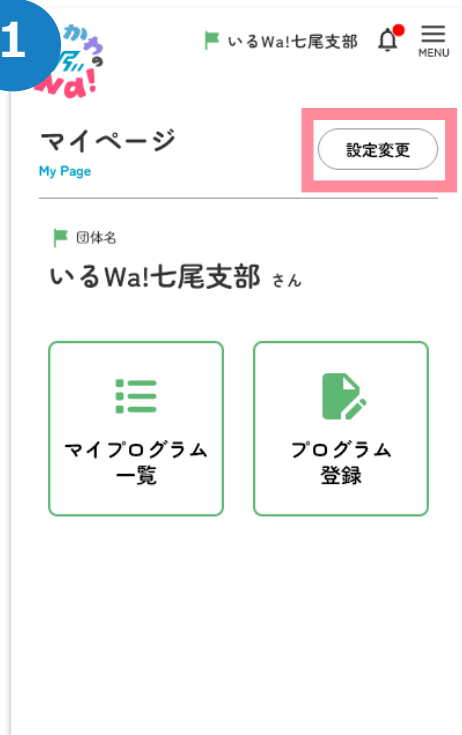 1
いるWa!七尾支部
MENU
マイページ
設定変更
My Page
団体名
いるWa!七尾支部 さん
マイプログラム
一覧
プログラム
登録